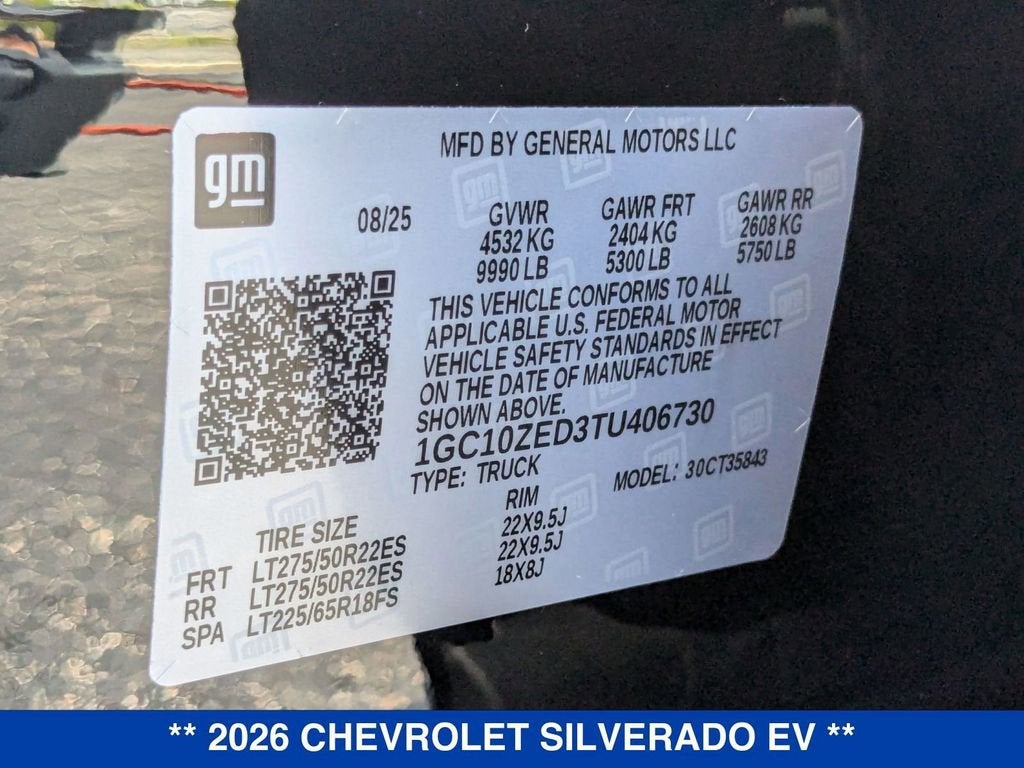 gm
MFD BY GENERAL MOTORS LLC
08/25 GVWR GAWR FRT GAWR RR
4532 KG 2404 KG 2608 KG
9990 LB 5300 LB 5750 LB
THIS VEHICLE CONFORMS TO ALL
APPLICABLE U.S. FEDERAL MOTOR
VEHICLE SAFETY STANDARDS IN EFFECT
ON THE DATE OF MANUFACTURE
SHOWN ABOVE.
1GC10ZED3TU406730
TYPE: TRUCK MODEL: 30CT35843
TIRE SIZE RIM
FRT LT275/50R22ES 22X9.5J
RR LT275/50R22ES 22X9.5J
SPA LT225/65R18FS 18X8J
** 2026 CHEVROLET SILVERADO EV **